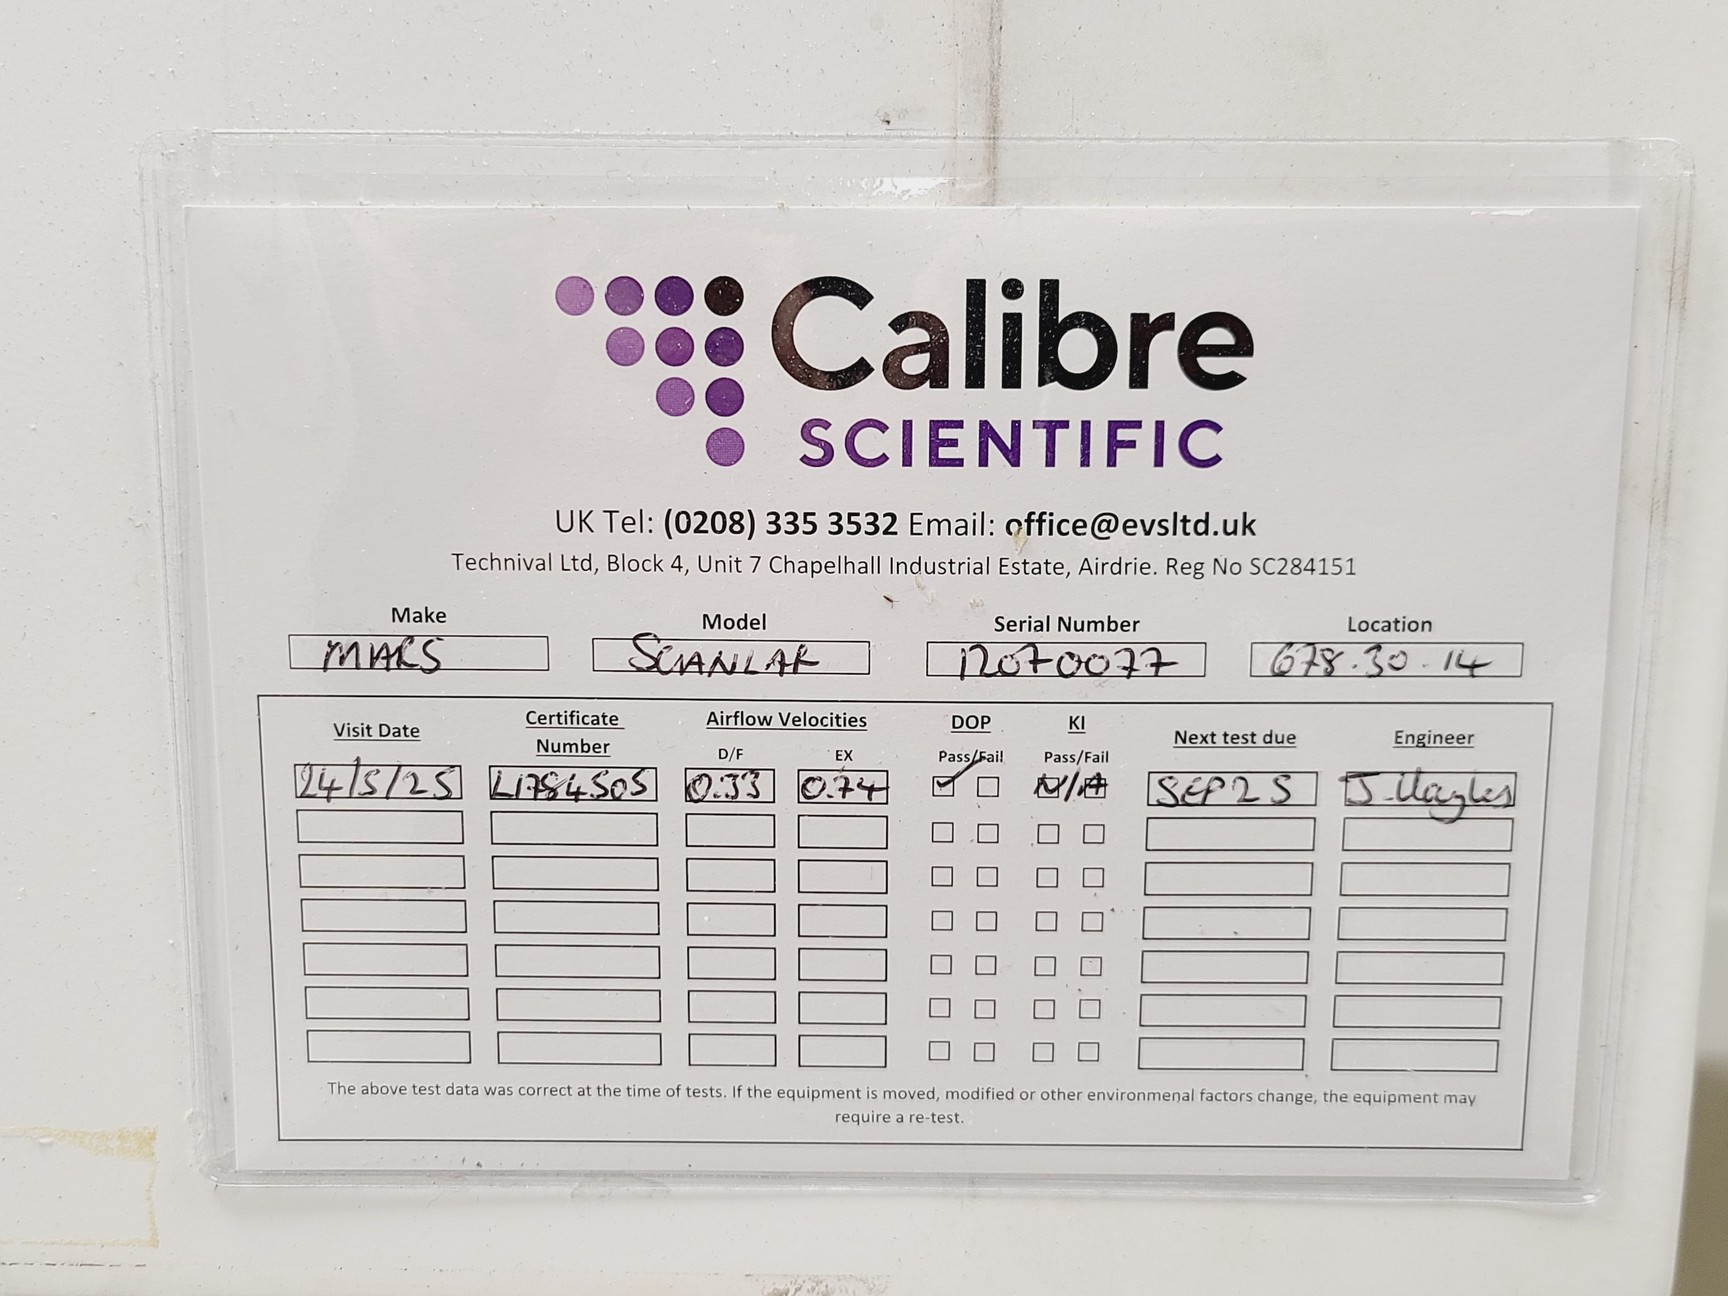 Calibre
SCIENTIFIC
UK Tel: (0208) 335 3532 Email: office@evsltd.uk
Technival Ltd, Block 4, Unit 7 Chapelhall Industrial Estate, Airdrie. Reg No SC284151
Make Model Serial Number Location
MARS SCANLAF 12070077 678.30.14
Visit Date Certificate Number Airflow Velocities DOP KI Next test due Engineer
D/F EX Pass/Fail Pass/Fail
24/5/25 0.33 0.74 N/A SEP25 J.
The above test data was correct at the time of tests. If the equipment is moved, modified or other environmenal factors change, the equipment may
require a re-test.